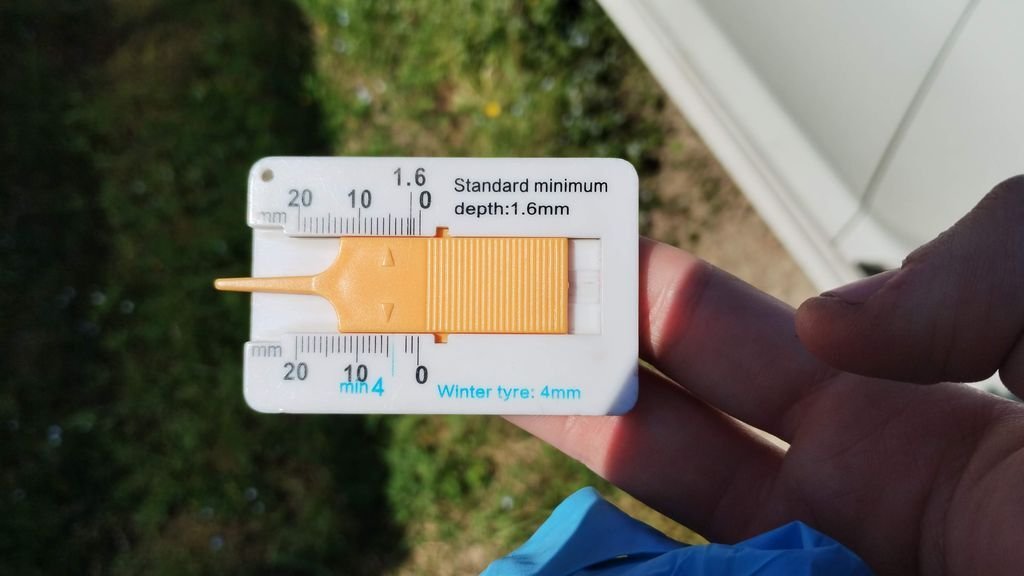 1.6
20 10 0
mm
Standard minimum
depth:1.6mm
mm
20 10 0
min 4
Winter tyre: 4mm